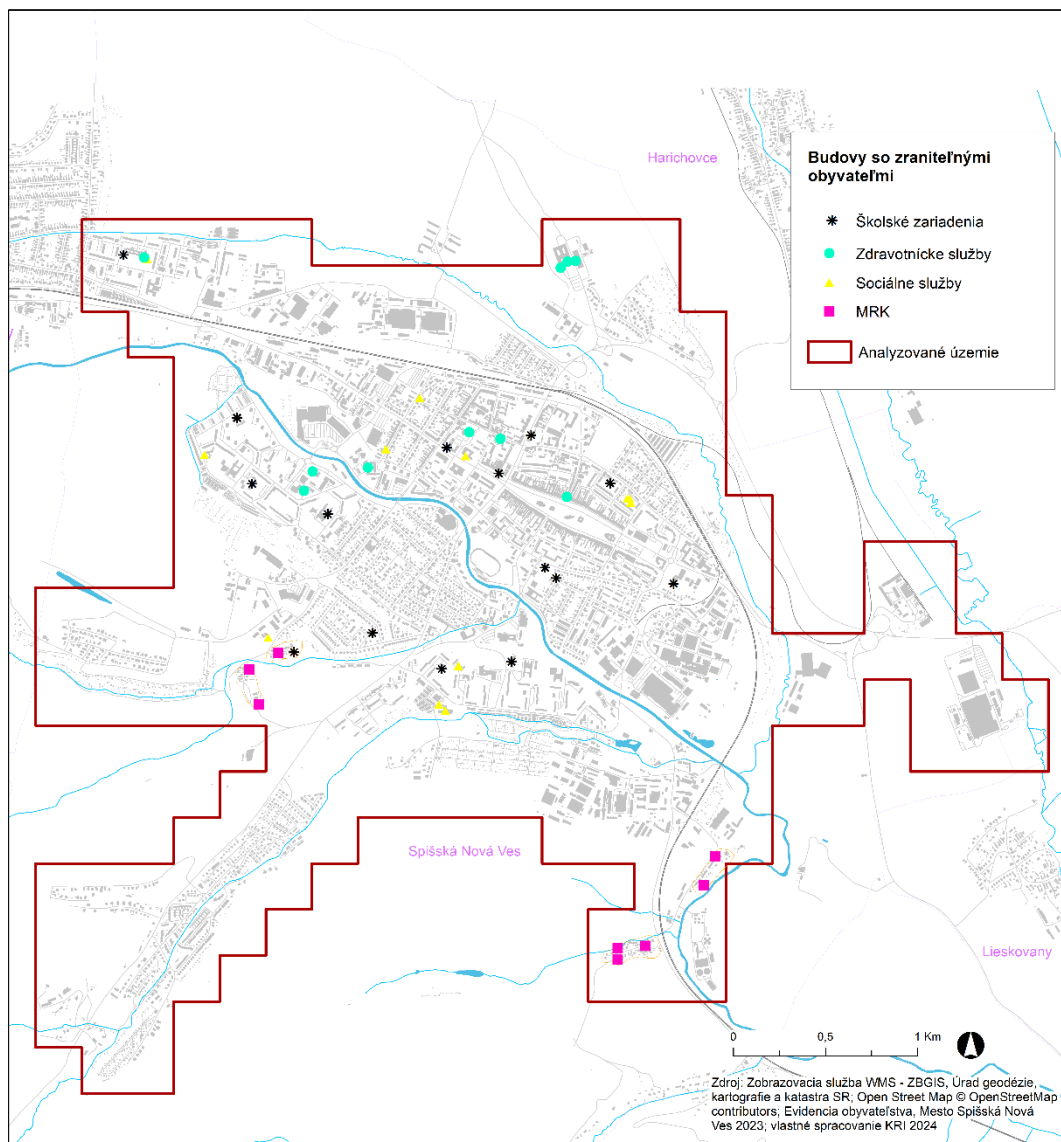 Harichovce
Budovy so zraniteľnými
obyvateľmi
Školské zariadenia
Zdravotnícke služby
Sociálne služby
MRK
Analyzované územie
Spišská Nová Ves
Lieskovany
0 0,5 1 Km
Zdroj: Zobrazovacia služba WMS - ZBGIS, Úrad geodézie,
kartografie a katastra SR; Open Street Map © OpenStreetMap
contributors; Evidencia obyvateľstva, Mesto Spišská Nová
Ves 2023; vlastné spracovanie KRI 2024